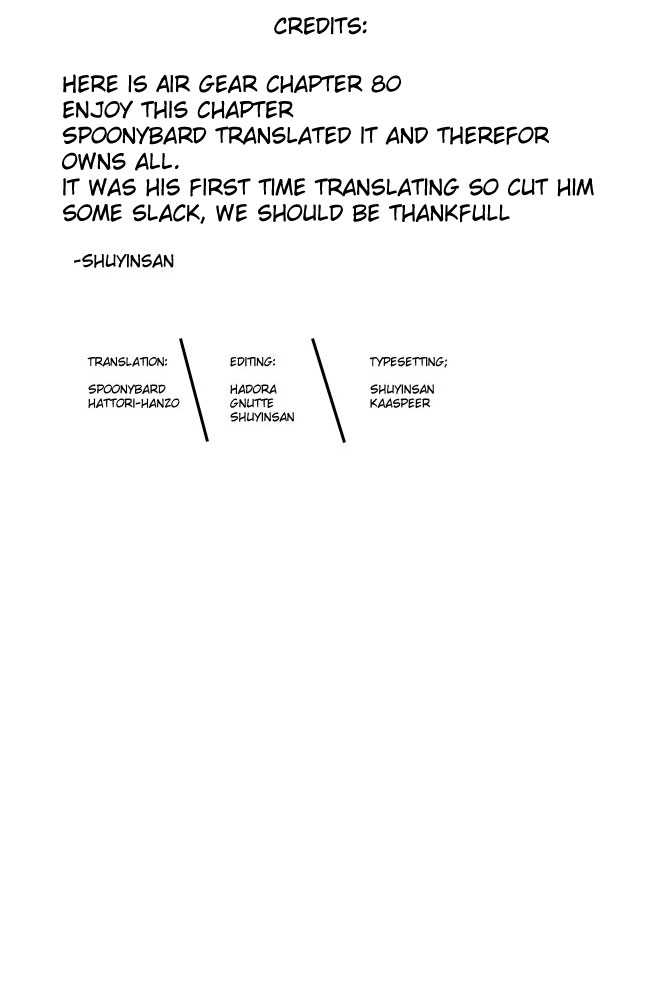 CREDITS:
HERE IS AIR GEAR CHAPTER 80
ENJOY THIS CHAPTER
SPOONYBARD TRANSLATED IT AND THEREFOR
OWNS ALL.
IT WAS HIS FIRST TIME TRANSLATING SO CUT HIM
SOME SLACK, WE SHOULD BE THANKFULL
-SHUYINSAN
TRANSLATION:
SPOONYBARD
HATTORI-HANZO
EDITING:
HADORA
GNUTTE
SHUYINSAN
TYPESETTING;
SHUYINSAN
KAASPEER